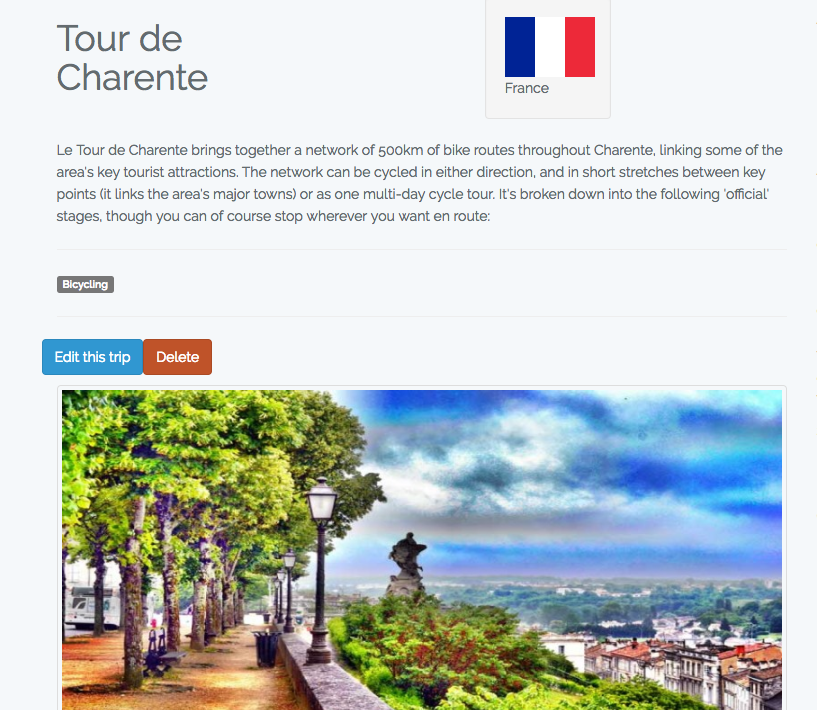 Tour de
Charente
France
Le Tour de Charente brings together a network of 500km of bike routes throughout Charente, linking some of the
area's key tourist attractions. The network can be cycled in either direction, and in short stretches between key
points (it links the area's major towns) or as one multi-day cycle tour. It's broken down into the following 'official'
stages, though you can of course stop wherever you want en route:
Bicycling
Edit this trip
Delete